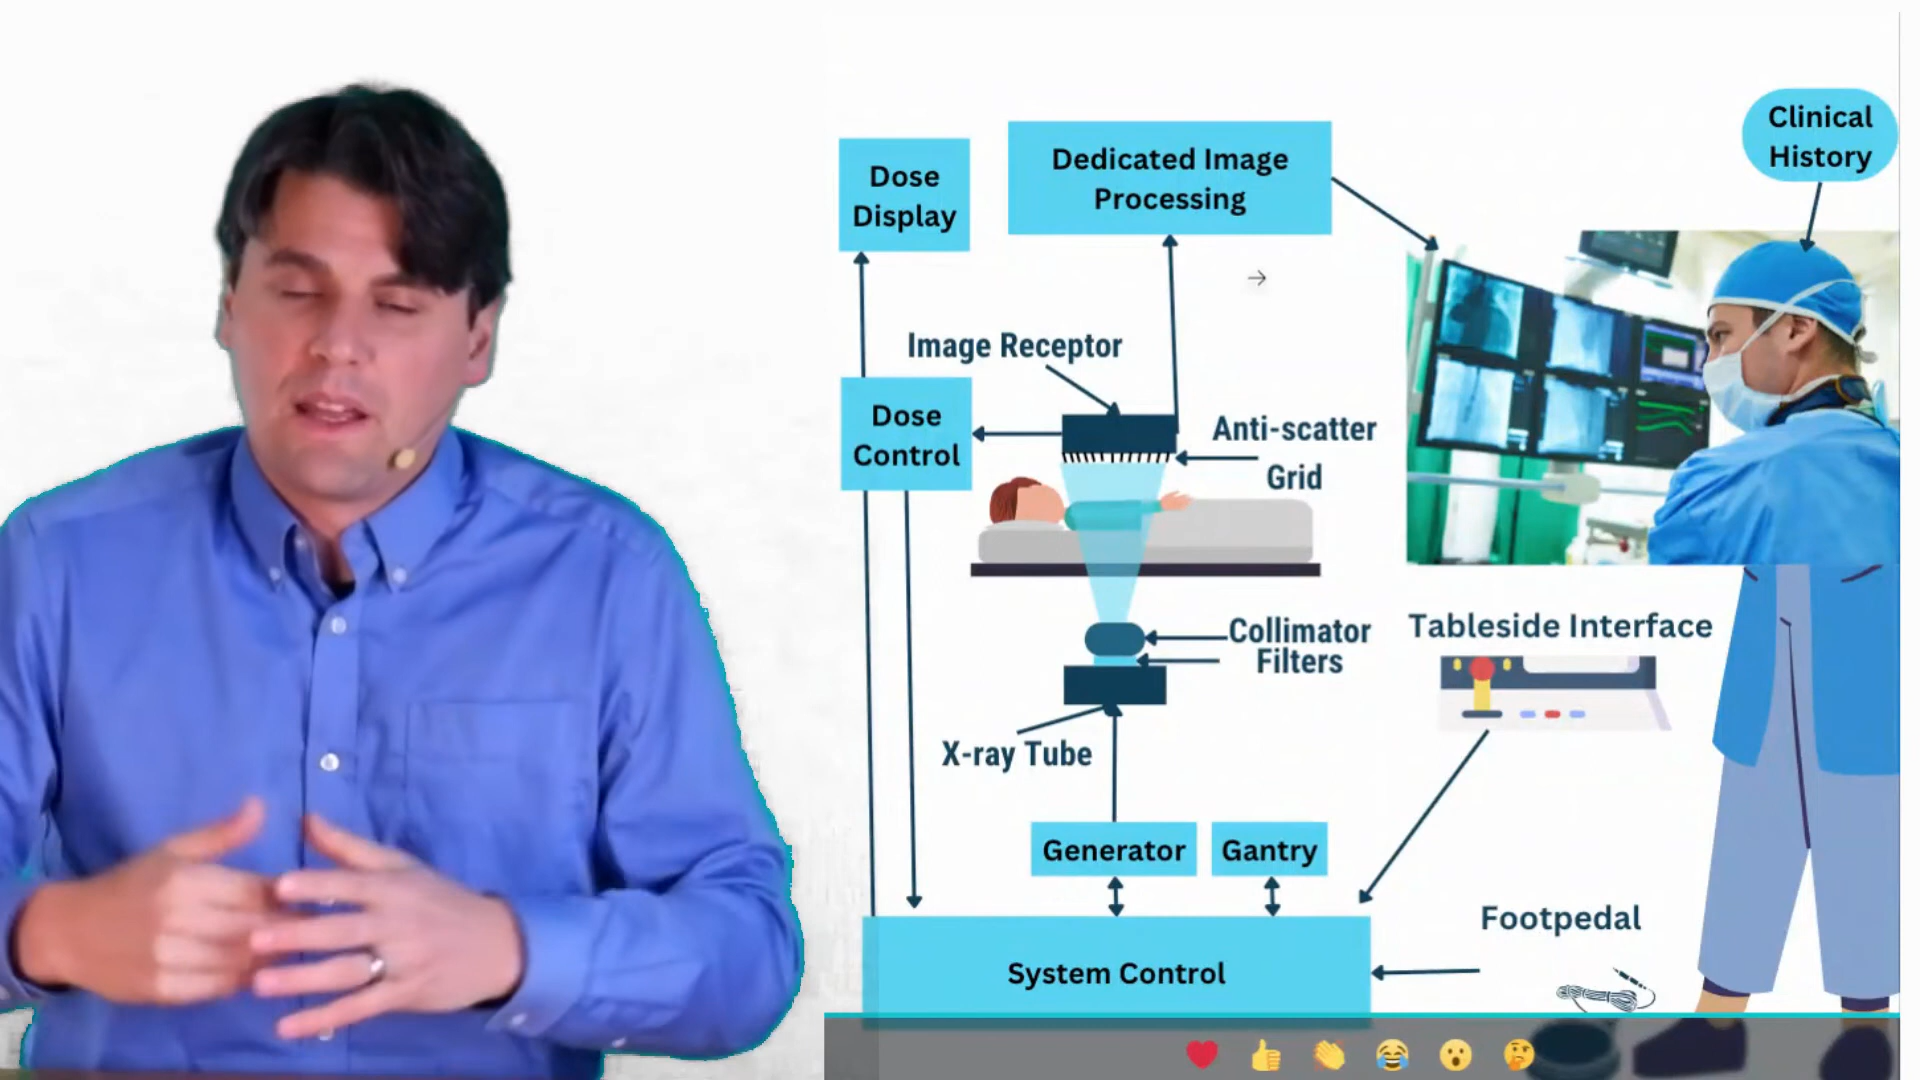 Clinical
History
Dose
Display
Dedicated Image
Processing
Image Receptor
Dose
Control
Anti-scatter
Grid
Collimator
Filters
Tableside Interface
X-ray Tube
Generator
Gantry
Footpedal
System Control